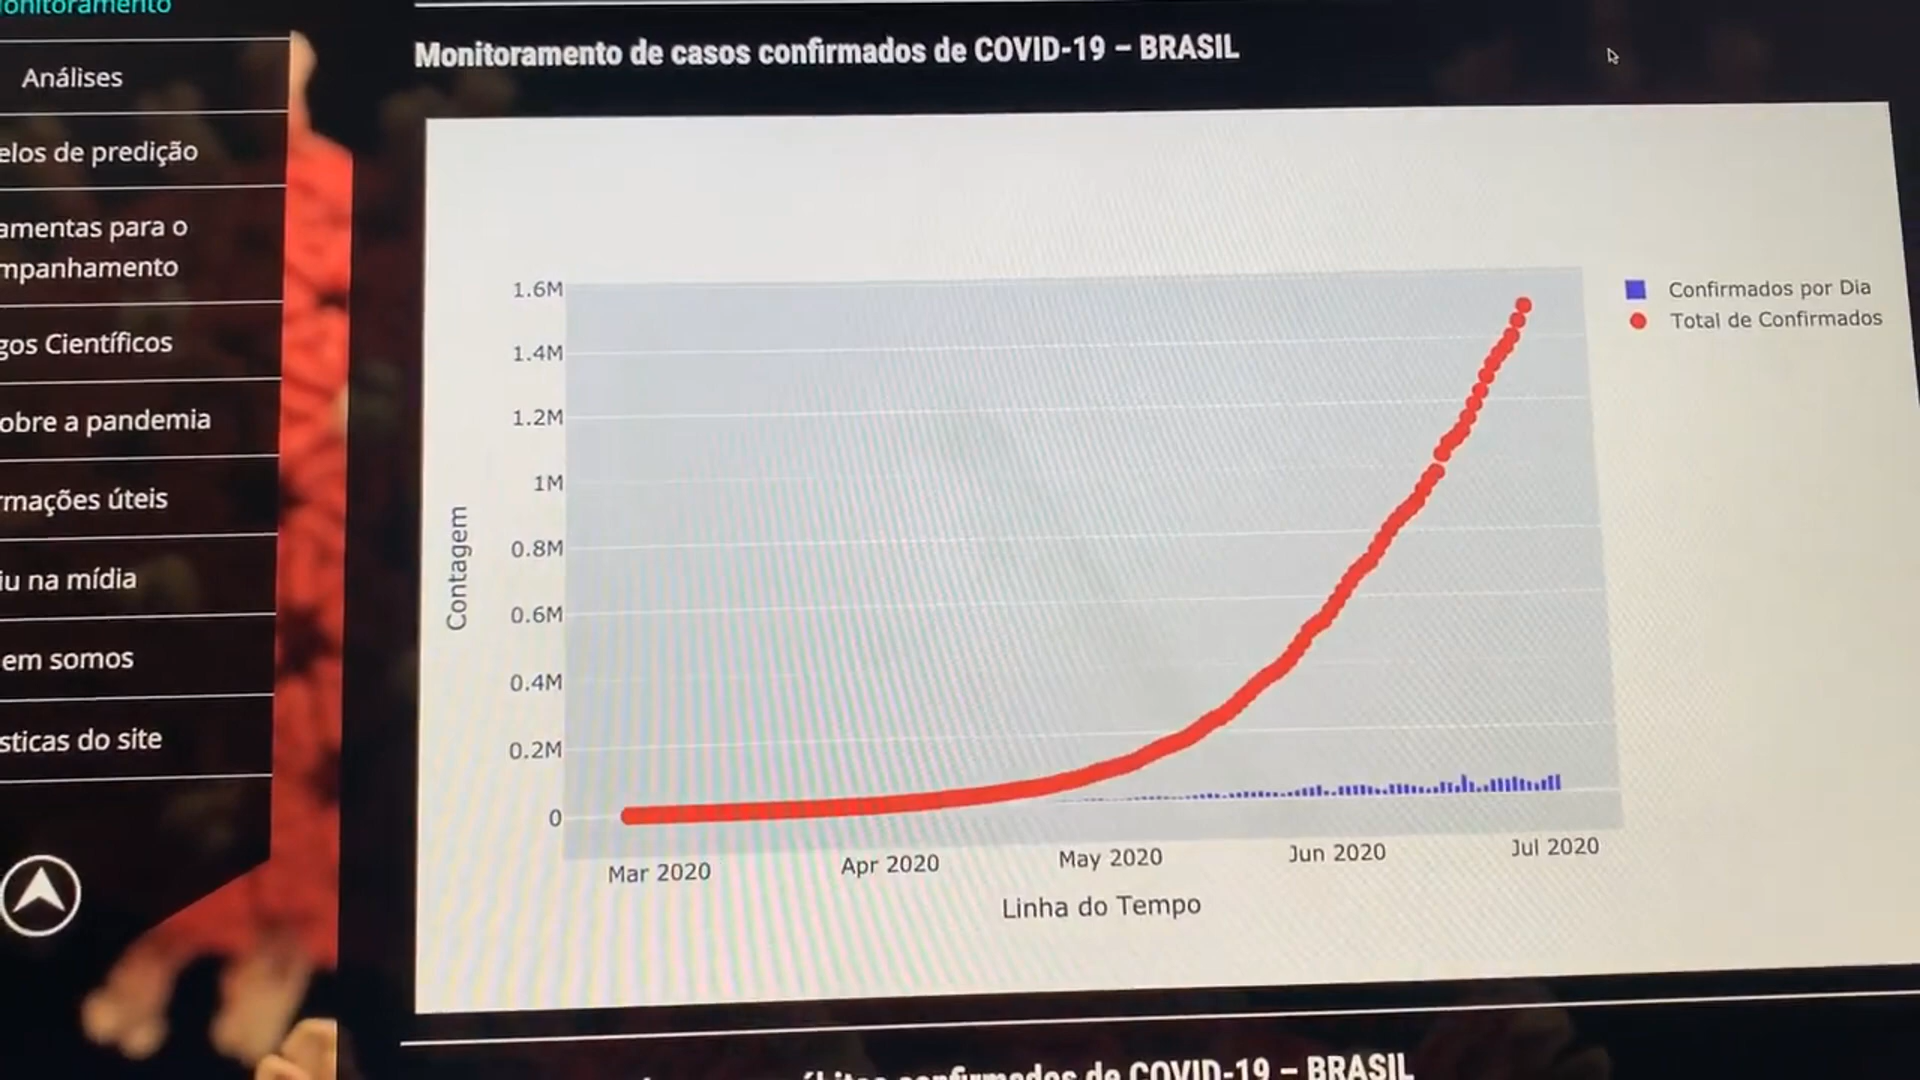 onitoramento
Análises
elos de predição
amentas para o
mpanhamento
gos Científicos
obre a pandemia
rmações úteis
iu na mídia
em somos
sticas do site
Monitoramento de casos confirmados de COVID-19 – BRASIL
1.6M
1.4M
1.2M
1M
0.8M
0.6M
0.4M
0.2M
0
Contagem
Mar 2020
Apr 2020
May 2020
Jun 2020
Jul 2020
Linha do Tempo
Confirmados por Dia
Total de Confirmados
confirmados de COVID-19 – BRASIL